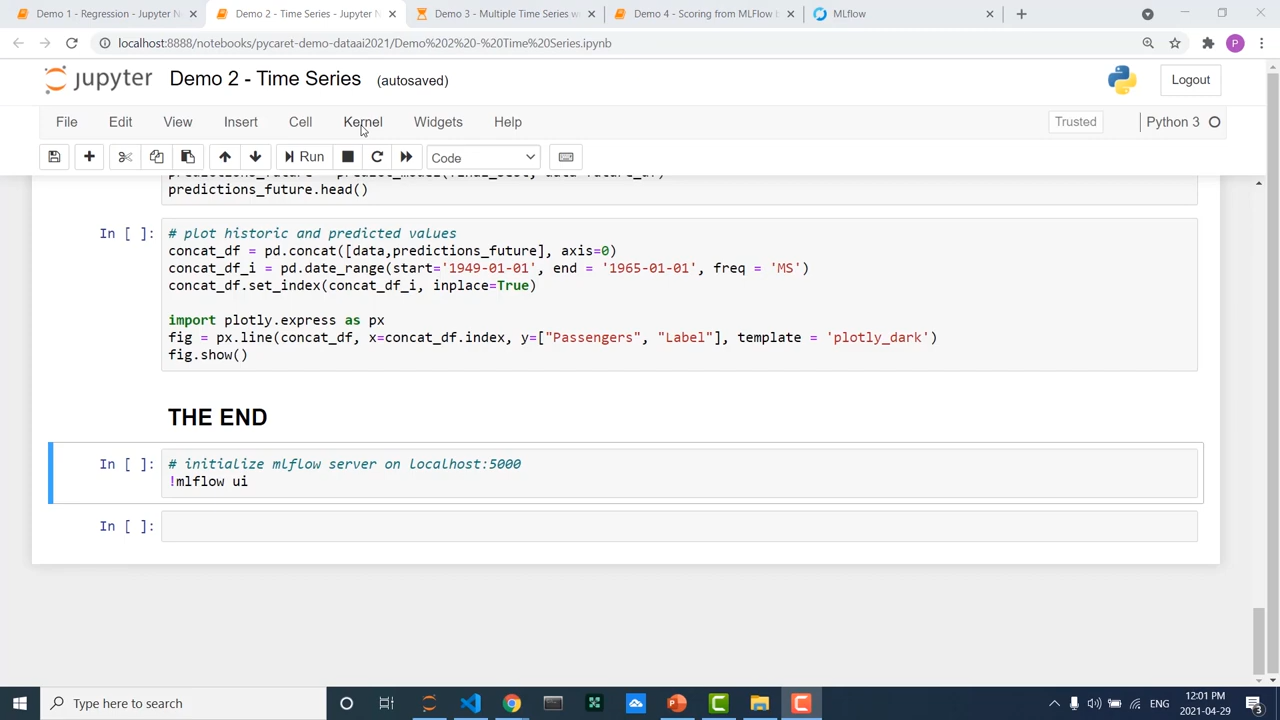 Demo 1 - Regression - Jupyter N
Demo 2 - Time Series - Jupyter N
Demo 3 - Multiple Time Series w
Demo 4 - Scoring from MLFlow L
MLflow
localhost:8888/notebooks/pycaret-demo-dataai2021/Demo%202%20-%20Time%20Series.ipynb
P
jupyter
Demo 2 - Time Series (autosaved)
Logout
File Edit View Insert Cell Kernel Widgets Help
Trusted
Python 3
Run
Code
predictions_future.head()
In [ ]:
# plot historic and predicted values
concat_df = pd.concat([data,predictions_future], axis=0)
concat_df_i = pd.date_range(start='1949-01-01', end = '1965-01-01', freq = 'MS')
concat_df.set_index(concat_df_i, inplace=True)
import plotly.express as px
fig = px.line(concat_df, x=concat_df.index, y=["Passengers", "Label"], template = 'plotly_dark')
fig.show()
THE END
In [ ]:
# initialize mlflow server on localhost:5000
!mlflow ui
In [ ]:
Type here to search
ENG
12:01 PM
2021-04-29
3